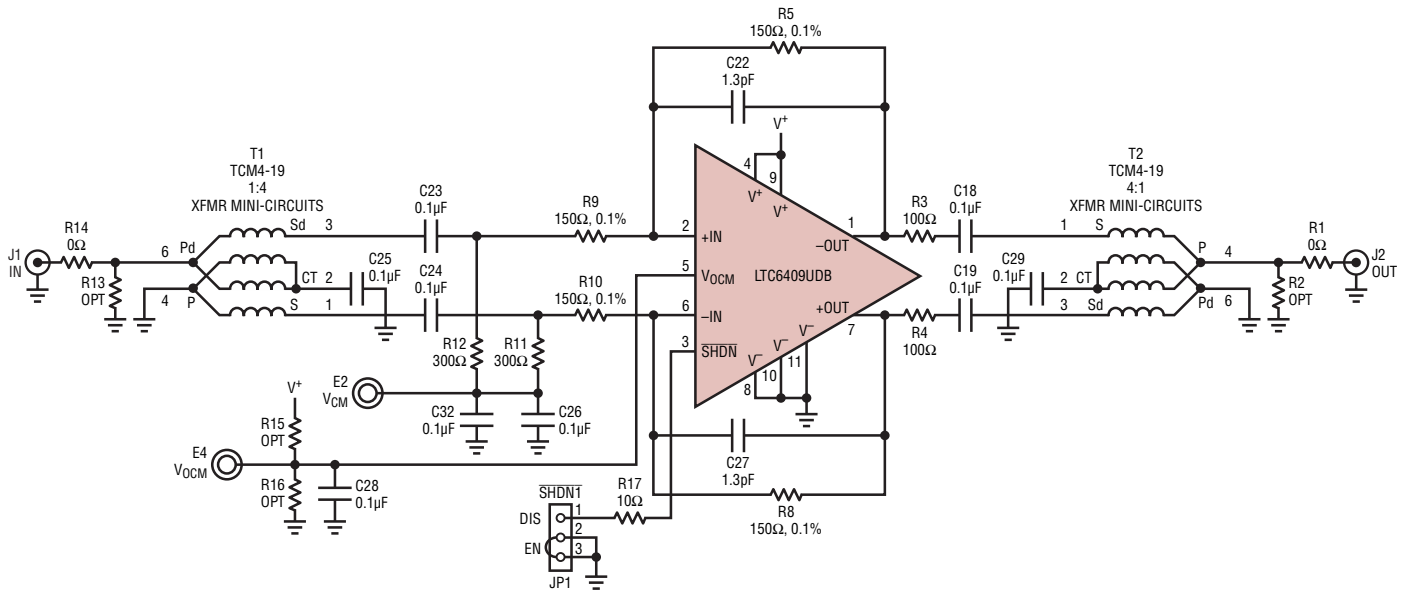 R5
150Ω, 0.1%
C22
1.3pF
V+
4
9
V+
V+
T1
TCM4-19
1:4
XFMR MINI-CIRCUITS
T2
TCM4-19
4:1
XFMR MINI-CIRCUITS
J1
IN
R14
0Ω
R13
OPT
6
Pd
4
P
Sd
3
CT
2
S
1
C25
0.1µF
C23
0.1µF
C24
0.1µF
R9
150Ω, 0.1%
R10
150Ω, 0.1%
2
+IN
5
VOCM
6
–IN
3
SHDN
LTC6409UDB
1
–OUT
+OUT
7
V–
V–
V–
8
10
11
R3
100Ω
C18
0.1µF
R4
100Ω
C19
0.1µF
C29
0.1µF
1
S
2
CT
3
Sd
P
4
Pd
6
R1
0Ω
R2
OPT
J2
OUT
R12
300Ω
R11
300Ω
E2
VCM
C32
0.1µF
C26
0.1µF
V+
R15
OPT
E4
VOCM
R16
OPT
C28
0.1µF
C27
1.3pF
R8
150Ω, 0.1%
SHDN1
R17
10Ω
DIS
1
2
EN
3
JP1